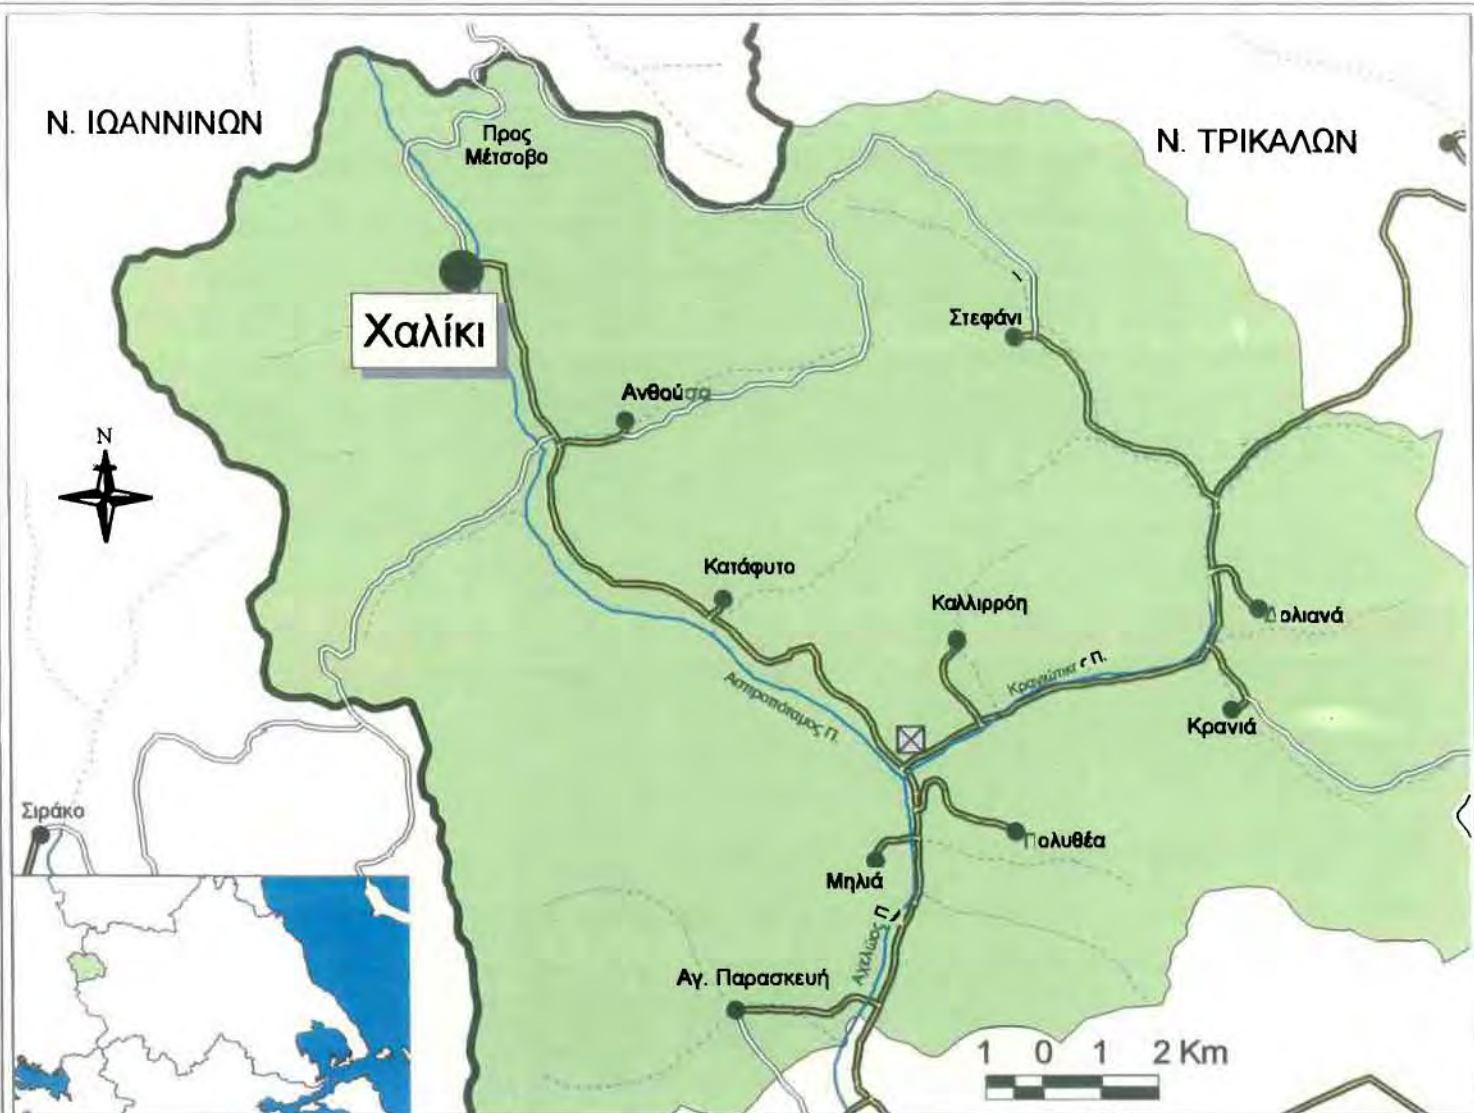 Ν. ΙΩΑΝΝΙΝΩΝ
Προς
Μέτσοβο
Ν. ΤΡΙΚΑΛΩΝ
Χαλίκι
Στεφάνι
Ανθούσα
N
Κατάφυτο
Καλλιρρόη
Δολιανά
Π.
Κρανιά
Ασπροπόταμος Π.
Σιράκο
Πολυθέα
Μηλιά
Αχελώος Π
Αγ. Παρασκευή
1 0 1 2 Km